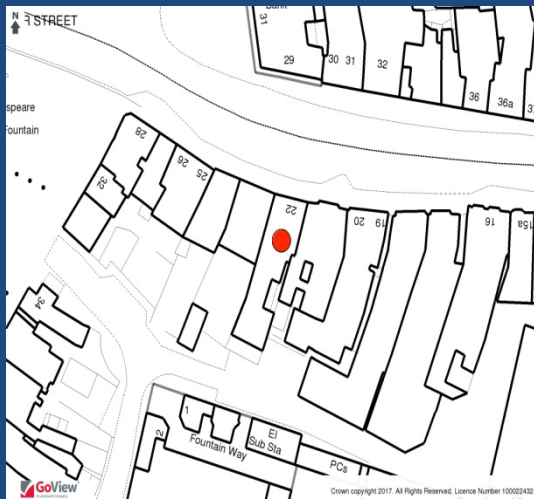 N
STREET
Bank
31
29
30
31
32
36
36a
speare
Fountain
28
26
25
32
22
20
19
16
15a
34
1
2
El
Sub Sta
Fountain Way
PCs
GoView
Crown copyright 2017. All Rights Reserved. Licence Number 100022432